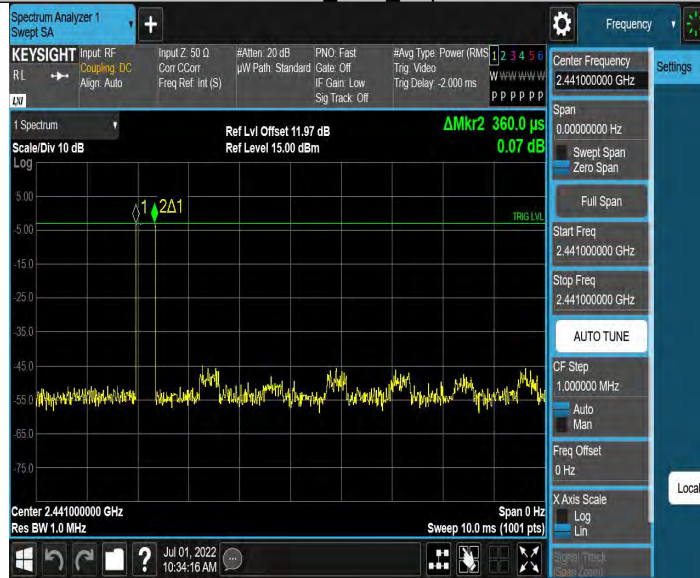 Spectrum Analyzer 1
Swept SA
Frequency
KEYSIGHT
R L
LXI
Input: RF
Coupling: DC
Align: Auto
Input Z: 50 Ω
Corr CCorr
Freq Ref: Int (S)
#Atten: 20 dB
µW Path: Standard
PNO: Fast
Gate: Off
IF Gain: Low
Sig Track: Off
#Avg Type: Power (RMS
Trig: Video
Trig Delay: -2.000 ms
1 2 3 4 5 6
W W W W W W
P P P P P P
Center Frequency
2.441000000 GHz
Settings
1 Spectrum
Scale/Div 10 dB
Log
Ref Lvl Offset 11.97 dB
Ref Level 15.00 dBm
ΔMkr2 360.0 µs
0.07 dB
Span
0.00000000 Hz
Swept Span
Zero Span
Full Span
Start Freq
2.441000000 GHz
Stop Freq
2.441000000 GHz
AUTO TUNE
CF Step
1.000000 MHz
Auto
Man
Freq Offset
0 Hz
X Axis Scale
Log
Lin
Signal Track
(Span Zoom)
Local
5.00
-5.00
-15.0
-25.0
-35.0
-45.0
-55.0
-65.0
-75.0
1
2Δ1
TRIG LVL
Center 2.441000000 GHz
Res BW 1.0 MHz
Span 0 Hz
Sweep 10.0 ms (1001 pts)
?
Jul 01, 2022
10:34:16 AM